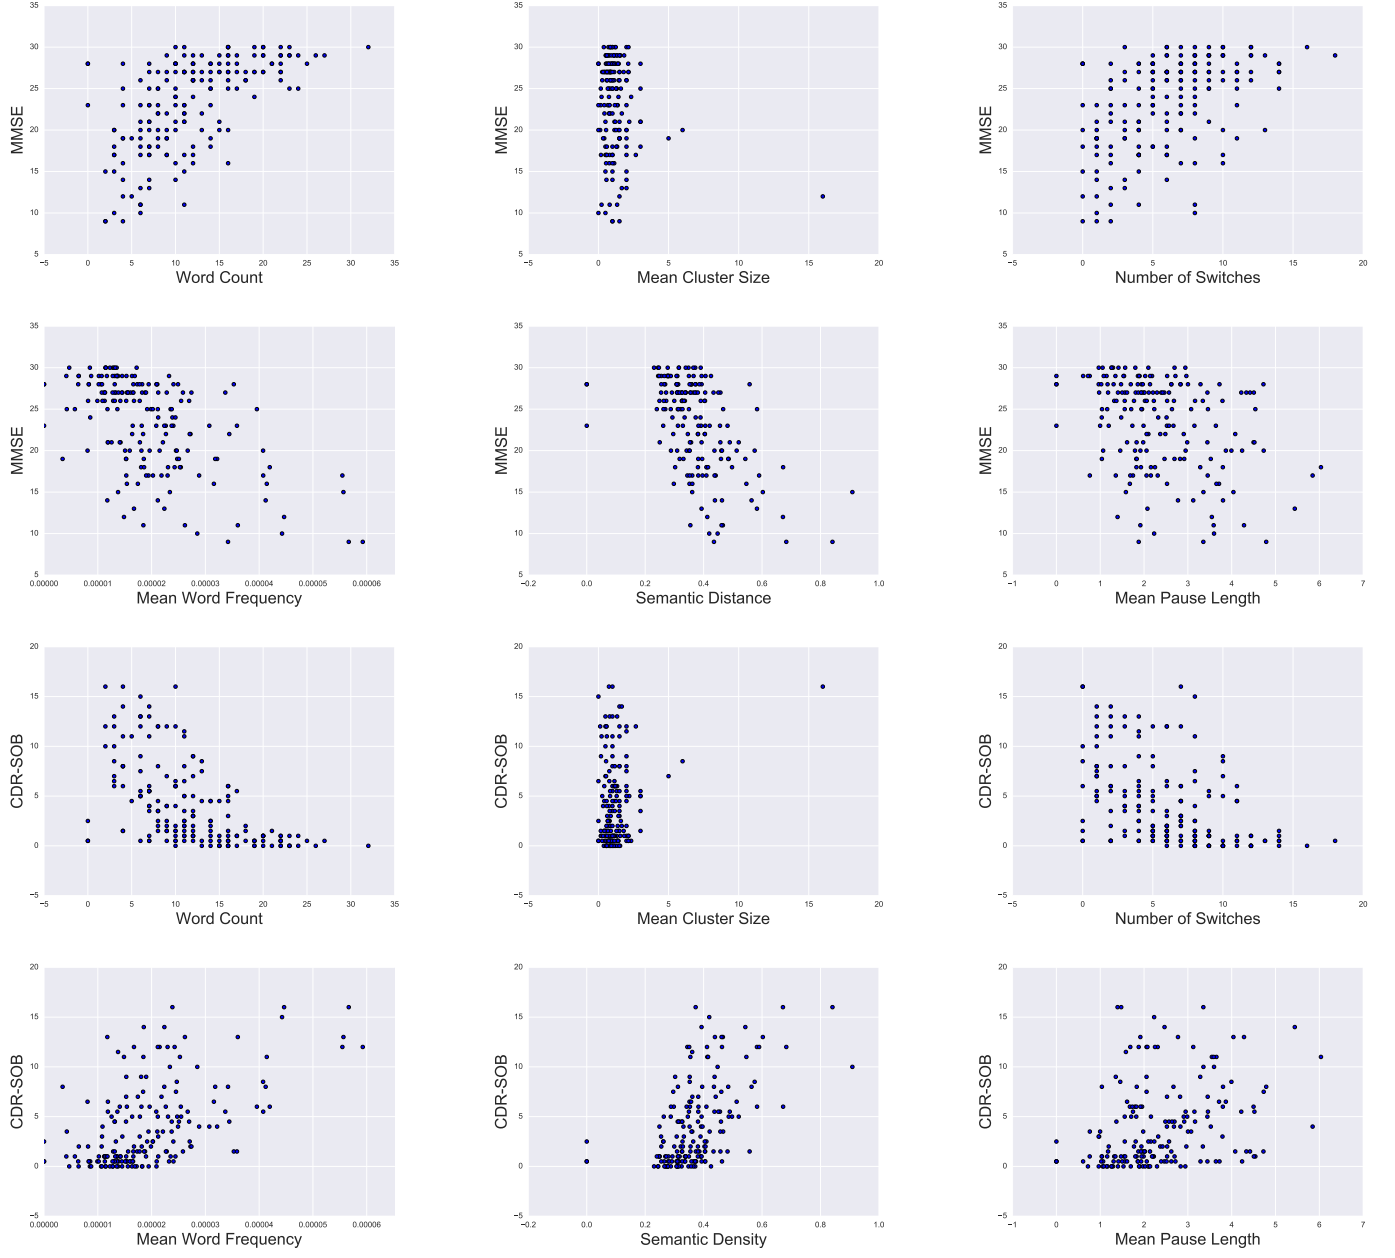 35
30
25
20
15
10
5
MMSE
−5 0 5 10 15 20 25 30 35
Word Count
35
30
25
20
15
10
5
MMSE
−5 0 5 10 15 20
Mean Cluster Size
35
30
25
20
15
10
5
MMSE
−5 0 5 10 15 20
Number of Switches
35
30
25
20
15
10
5
MMSE
0.00000 0.00001 0.00002 0.00003 0.00004 0.00005 0.00006
Mean Word Frequency
35
30
25
20
15
10
5
MMSE
−0.2 0.0 0.2 0.4 0.6 0.8 1.0
Semantic Distance
35
30
25
20
15
10
5
MMSE
−1 0 1 2 3 4 5 6 7
Mean Pause Length
20
15
10
5
0
−5
CDR-SOB
−5 0 5 10 15 20 25 30 35
Word Count
20
15
10
5
0
−5
CDR-SOB
−5 0 5 10 15 20
Mean Cluster Size
20
15
10
5
0
−5
CDR-SOB
−5 0 5 10 15 20
Number of Switches
20
15
10
5
0
−5
CDR-SOB
0.00000 0.00001 0.00002 0.00003 0.00004 0.00005 0.00006
Mean Word Frequency
20
15
10
5
0
−5
CDR-SOB
−0.2 0.0 0.2 0.4 0.6 0.8 1.0
Semantic Density
20
15
10
5
0
−5
CDR-SOB
−1 0 1 2 3 4 5 6 7
Mean Pause Length